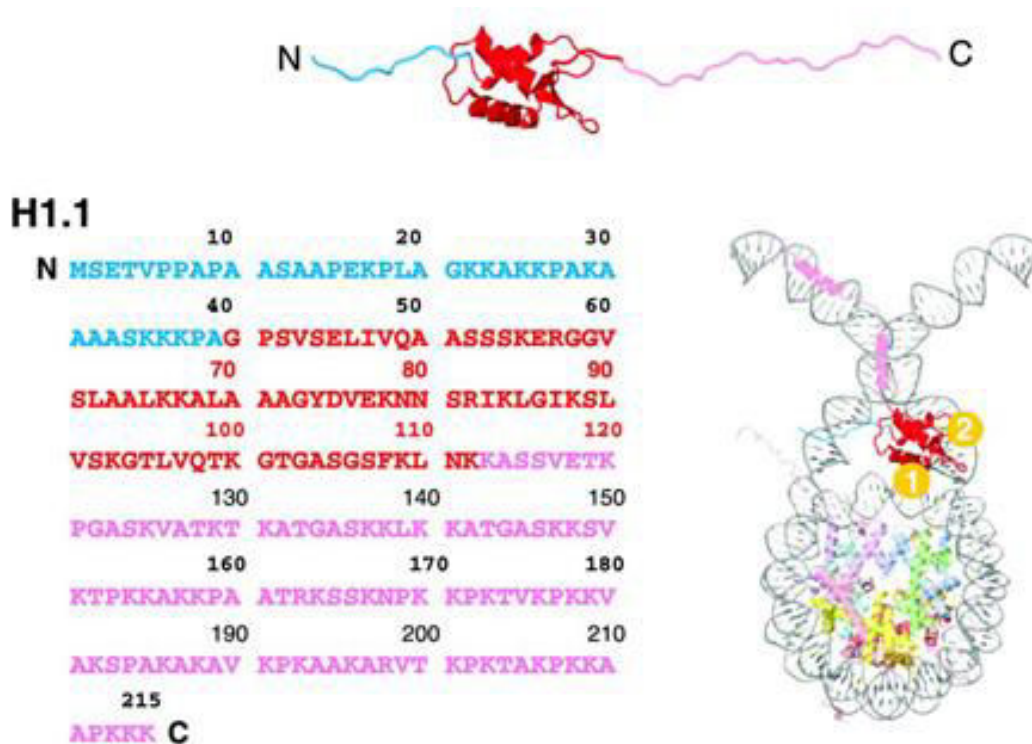 N C
H1.1
10 20 30
N MSETVPPAPA ASAAPEKPLA GKKAKKPAKA
40 50 60
AAASKKKPAG PSVSELIVQA ASSSKERGGV
70 80 90
SLAALKKALA AAGYDVEKNN SRIKLGIKSL
100 110 120
VSKGTLVQTK GTGASGSFKL NKKASSVETK
130 140 150
PGASKVATKT KATGASKKLK KATGASKKSV
160 170 180
KTPKKAKKPA ATRKSSKNPK KPKTVKPKKV
190 200 210
AKSPAKAKAV KPKAAKARVT KPKTAKPKKA
215
APKKK C
2
1